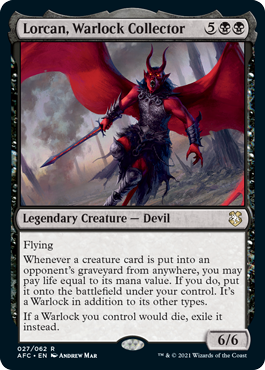 Lorcan, Warlock Collector 5
Legendary Creature — Devil
Flying
Whenever a creature card is put into an
opponent's graveyard from anywhere, you may
pay life equal to its mana value. If you do, put
it onto the battlefield under your control. It's
a Warlock in addition to its other types.
If a Warlock you control would die, exile it
instead.
6/6
027/062 R
AFC • EN Andrew Mar
™ & © 2021 Wizards of the Coast